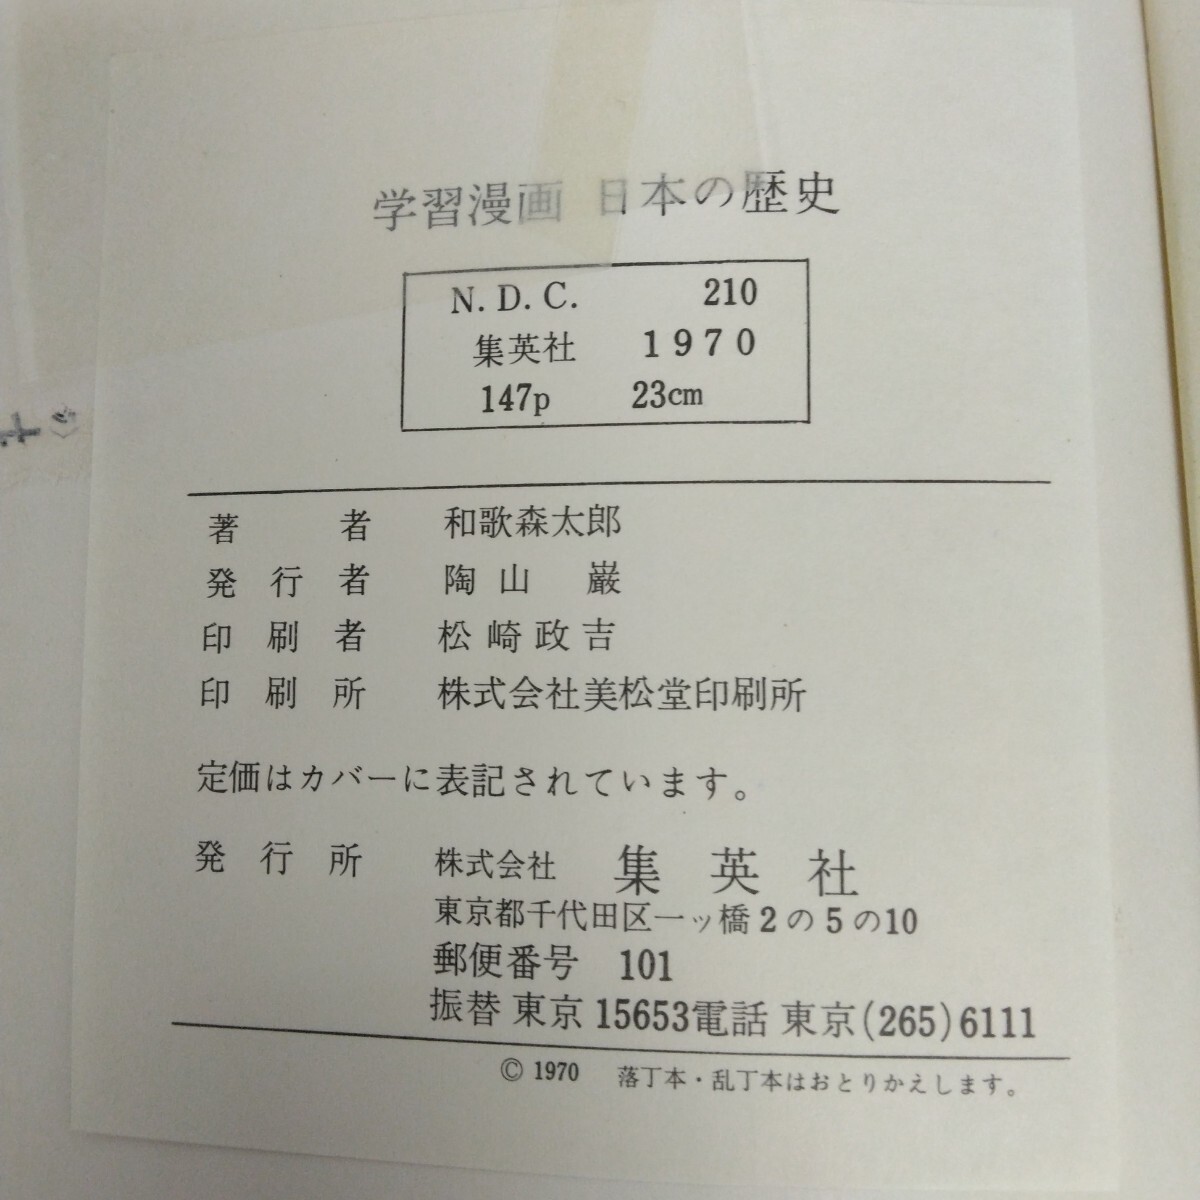 学習漫画 日本の歴史
N.D.C. 210
集英社 1970
147p 23cm
著者 和歌森太郎
発行者 陶山 巌
印刷者 松崎政吉
印刷所 株式会社美松堂印刷所
定価はカバーに表記されています。
発行所 株式会社 集英社
東京都千代田区一ッ橋2の5の10
郵便番号 101
振替 東京 15653電話 東京(265)6111
© 1970 落丁本・乱丁本はおとりかえします。